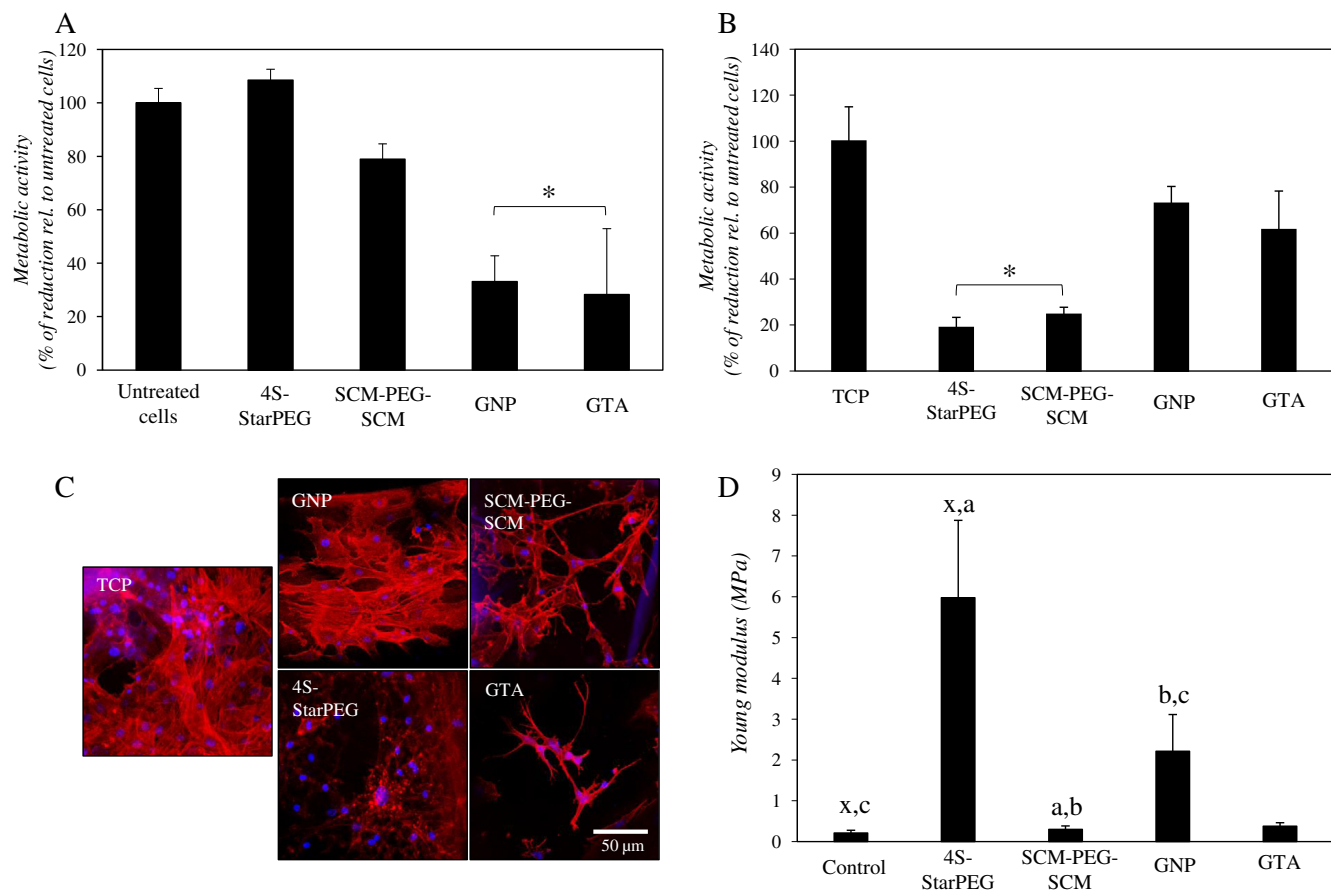 A
Metabolic activity
(% of reduction rel. to untreated cells)
120
100
80
60
40
20
0
*
Untreated
cells
4S-
StarPEG
SCM-PEG-
SCM
GNP
GTA
B
Metabolic activity
(% of reduction rel. to untreated cells)
140
120
100
80
60
40
20
0
*
TCP
4S-
StarPEG
SCM-PEG-
SCM
GNP
GTA
C
TCP
GNP
SCM-PEG-
SCM
4S-
StarPEG
GTA
50 μm
D
Young modulus (MPa)
9
8
7
6
5
4
3
2
1
0
x,c
x,a
a,b
b,c
Control
4S-
StarPEG
SCM-PEG-
SCM
GNP
GTA